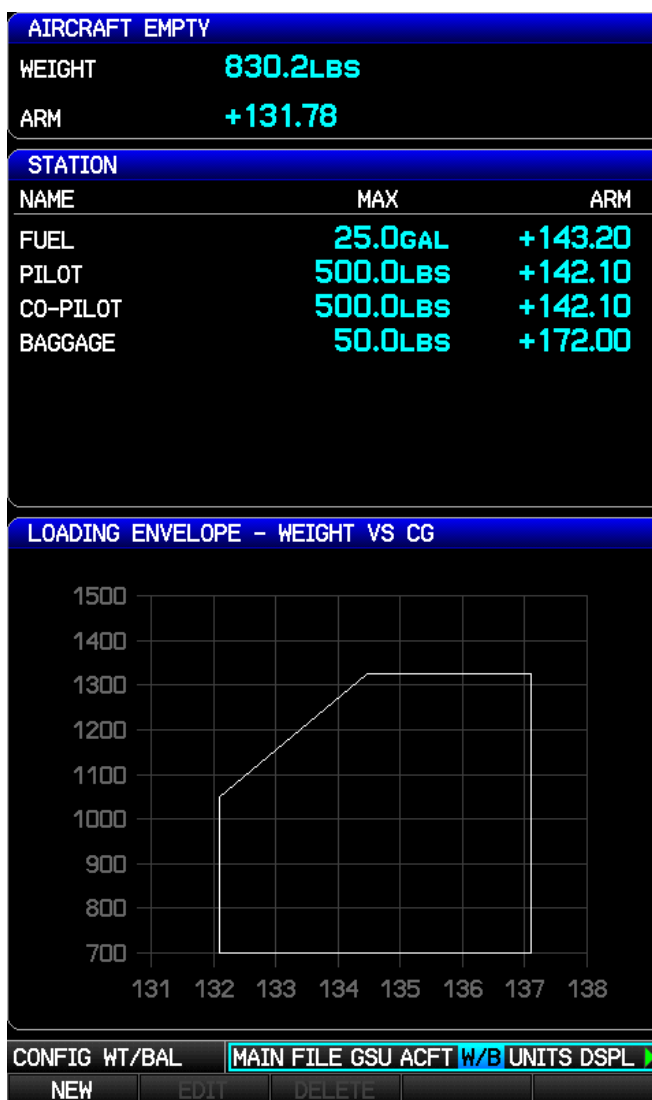 AIRCRAFT EMPTY
WEIGHT 830.2LBS
ARM +131.78
STATION
NAME MAX ARM
FUEL 25.0GAL +143.20
PILOT 500.0LBS +142.10
CO-PILOT 500.0LBS +142.10
BAGGAGE 50.0LBS +172.00
LOADING ENVELOPE - WEIGHT VS CG
1500
1400
1300
1200
1100
1000
900
800
700
131 132 133 134 135 136 137 138
CONFIG WT/BAL MAIN FILE GSU ACFT W/B UNITS DSPL
NEW EDIT DELETE